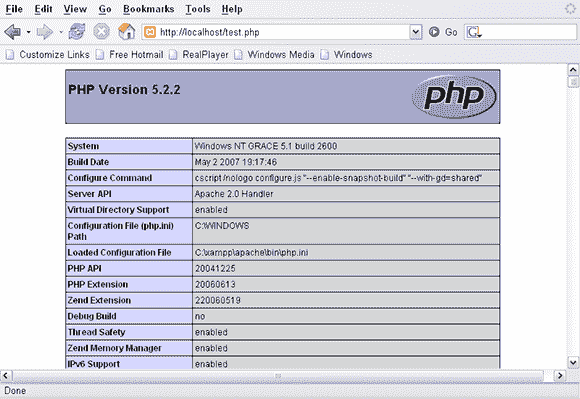 File Edit View Go Bookmarks Tools Help
http://localhost/test.php Go G
Customize Links Free Hotmail RealPlayer Windows Media Windows
PHP Version 5.2.2 php
System Windows NT GRACE 5.1 build 2600
Build Date May 2 2007 19:17:46
Configure Command cscript /nologo configure.js "--enable-snapshot-build" "--with-gd=shared"
Server API Apache 2.0 Handler
Virtual Directory Support enabled
Configuration File (php.ini) C:\WINDOWS
Path
Loaded Configuration File C:\xampp\apache\bin\php.ini
PHP API 20041225
PHP Extension 20060613
Zend Extension 220060519
Debug Build no
Thread Safety enabled
Zend Memory Manager enabled
IPv6 Support enabled
Done